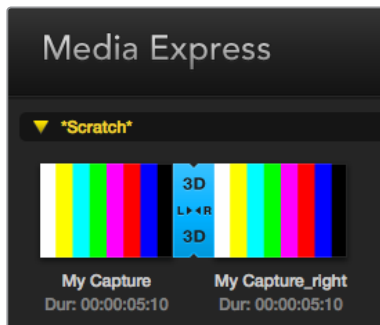 Media Express
*Scratch*
3D
L R
3D
My Capture My Capture_right
Dur: 00:00:05:10 Dur: 00:00:05:10